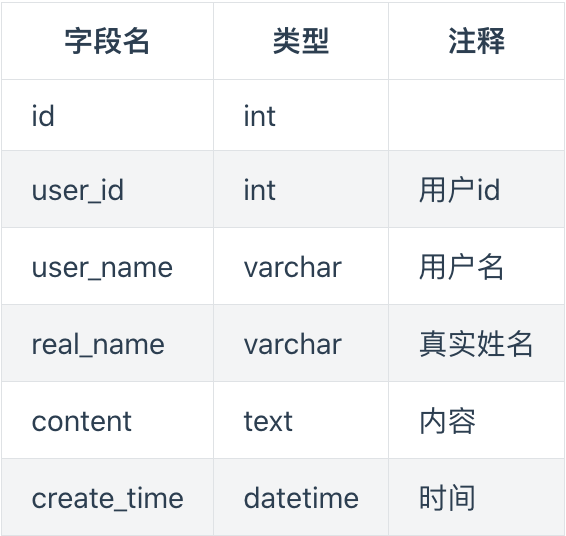 字段名 类型 注释
id int
user_id int 用户id
user_name varchar 用户名
real_name varchar 真实姓名
content text 内容
create_time datetime 时间